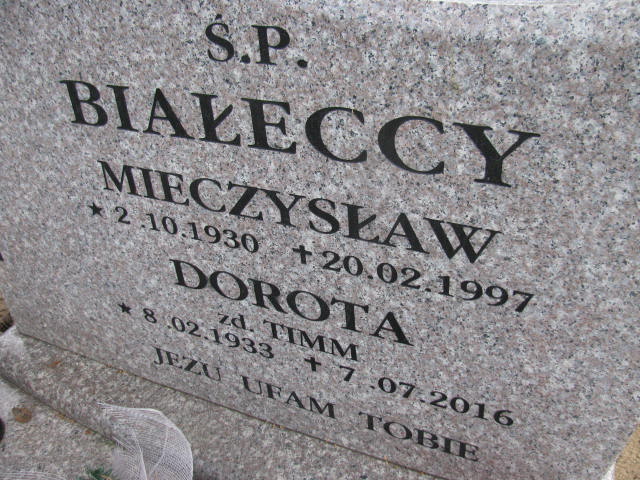 Ś.P.
BIAŁECCY
MIECZYSŁAW
★ 2.10.1930 ✝ 20.02.1997
DOROTA
zd. TIMM
★ 8.02.1933 ✝ 7.07.2016
JEZU UFAM TOBIE